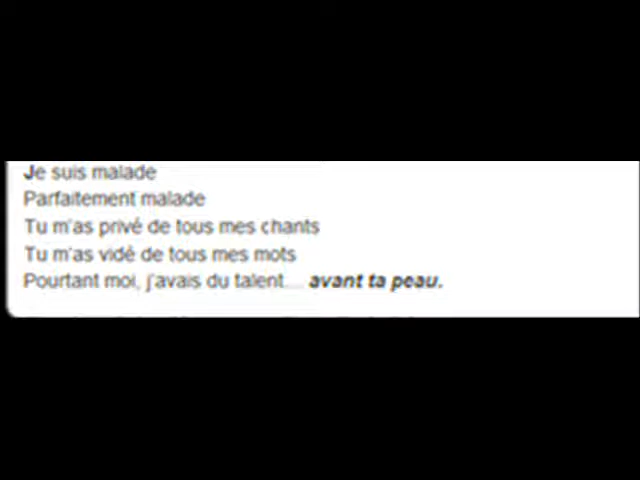 Je suis malade
Parfaitement malade
Tu m'as privé de tous mes chants
Tu m'as vidé de tous mes mots
Pourtant moi, j'avais du talent.... avant ta peau.